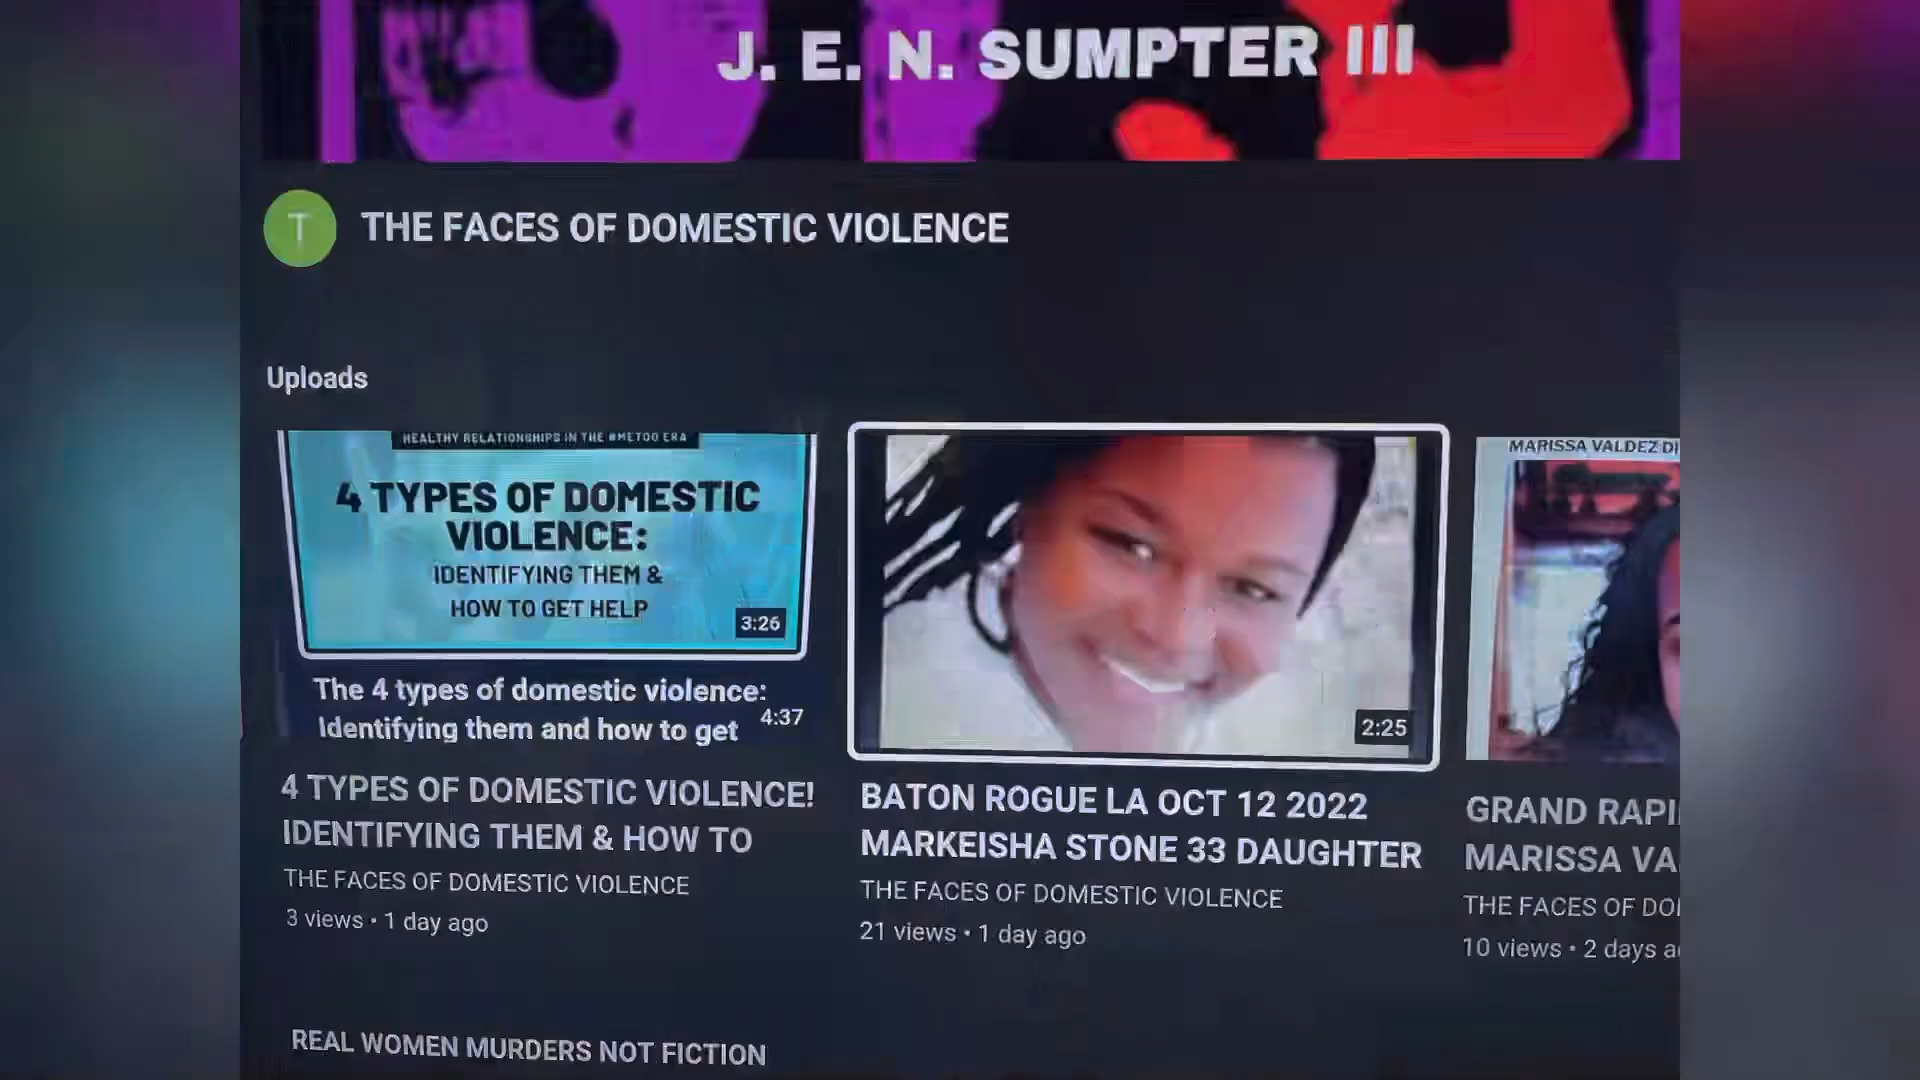 J. E. N. SUMPTER III
T
THE FACES OF DOMESTIC VIOLENCE
Uploads
HEALTHY RELATIONSHIPS IN THE #METOO ERA
4 TYPES OF DOMESTIC
VIOLENCE:
IDENTIFYING THEM &
HOW TO GET HELP
3:26
The 4 types of domestic violence:
Identifying them and how to get
4:37
4 TYPES OF DOMESTIC VIOLENCE!
IDENTIFYING THEM & HOW TO
THE FACES OF DOMESTIC VIOLENCE
3 views • 1 day ago
2:25
BATON ROGUE LA OCT 12 2022
MARKEISHA STONE 33 DAUGHTER
THE FACES OF DOMESTIC VIOLENCE
21 views • 1 day ago
MARISSA VALDEZ DI
GRAND RAPI
MARISSA VA
THE FACES OF DO
10 views • 2 days a
REAL WOMEN MURDERS NOT FICTION